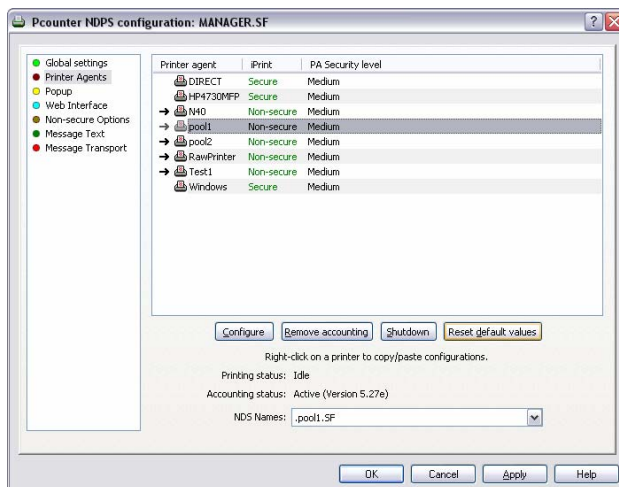 Pcounter NDPS configuration: MANAGER.SF
Global settings
Printer Agents
Popup
Web Interface
Non-secure Options
Message Text
Message Transport
Printer agent iPrint PA Security level
DIRECT Secure Medium
HP4730MFP Secure Medium
N40 Non-secure Medium
pool1 Non-secure Medium
pool2 Non-secure Medium
RawPrinter Non-secure Medium
Test1 Non-secure Medium
Windows Secure Medium
Configure Remove accounting Shutdown Reset default values
Right-click on a printer to copy/paste configurations.
Printing status: Idle
Accounting status: Active (Version 5.27e)
NDS Names: .pool1.SF
OK Cancel Apply Help